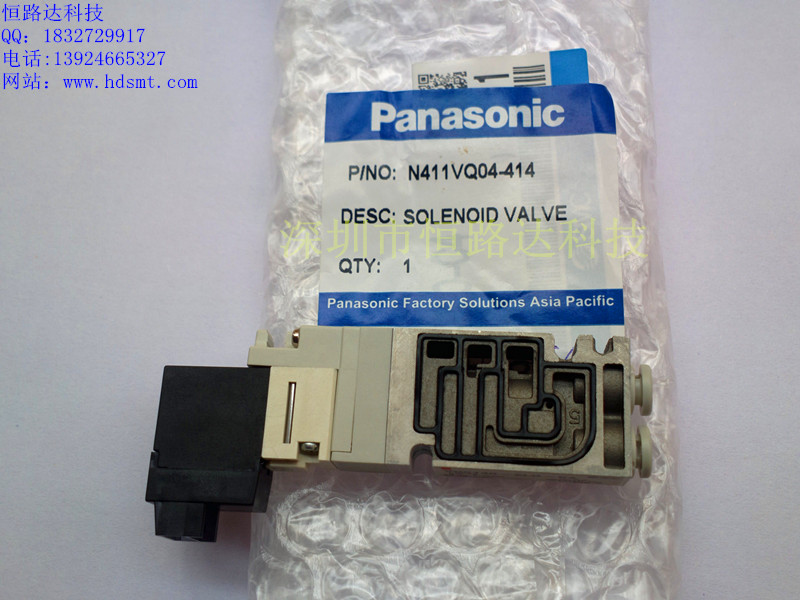 恒路达科技
QQ: 1832729917
电话:13924665327
网站: www.hdsmt.com
Panasonic
P/NO: N411VQ04-414
DESC: SOLENOID VALVE
深圳市恒路达科技
QTY: 1
Panasonic Factory Solutions Asia Pacific